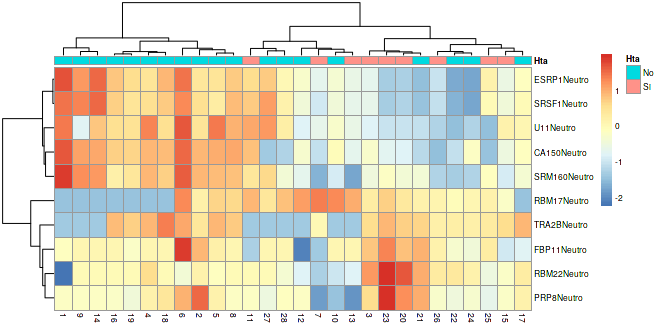 Hta
Hta
No
SI
1
0
-1
-2
ESRP1Neutro
SRSF1Neutro
U11Neutro
CA150Neutro
SRM160Neutro
RBM17Neutro
TRA2BNeutro
FBP11Neutro
RBM22Neutro
PRP8Neutro
1 9 14 16 19 4 18 6 2 5 8 11 27 28 12 7 10 13 3 23 20 21 26 22 24 25 15 17